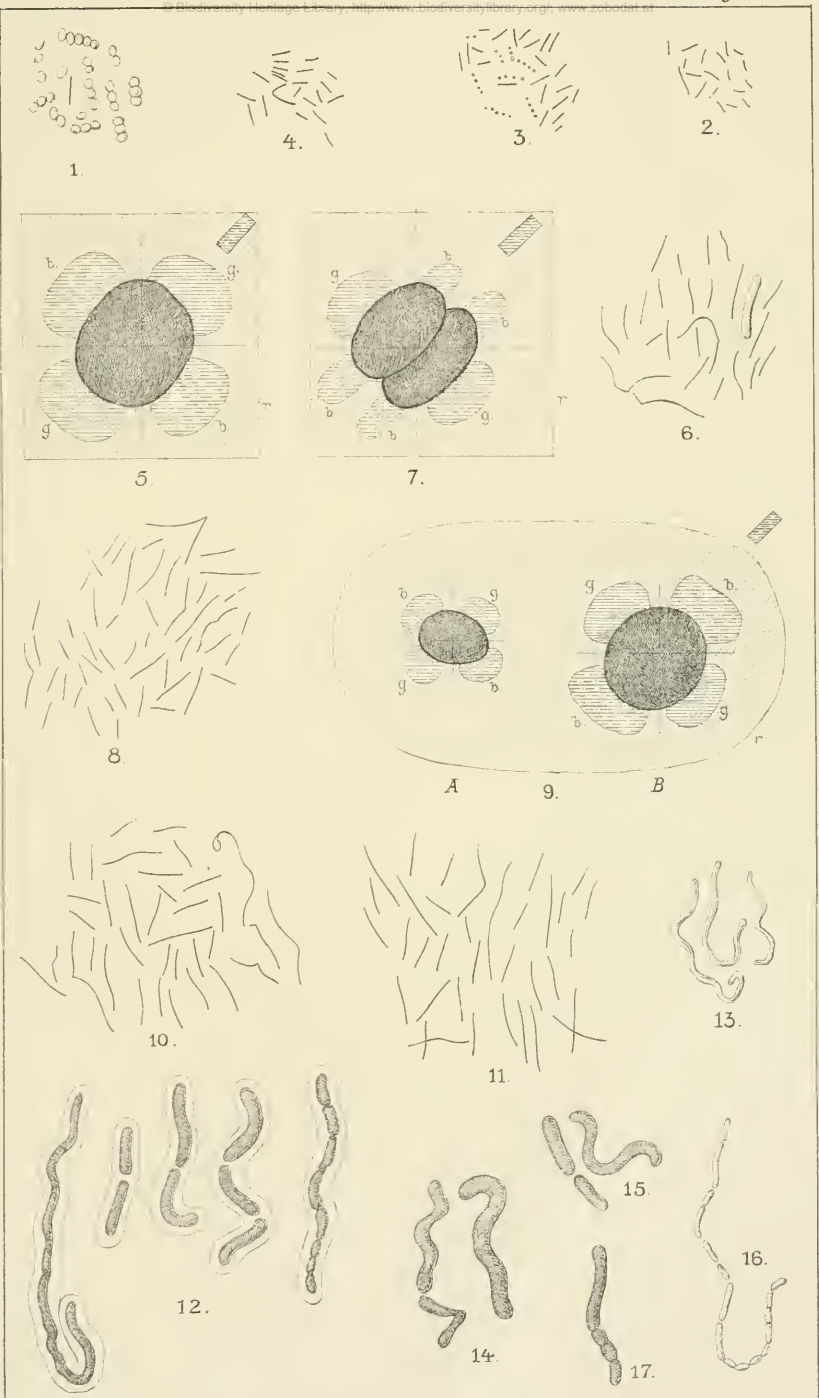 © Biodiversity Heritage Library, http://www.biodiversitylibrary.org/; www.zobodat.at
1.
4.
3.
2.
t. g.
g b.
r
5.
g b
b
b b g
r
7.
6.
8.
b g
g b
g b.
b. g
r
A 9. B
10.
11.
13.
12.
14.
15.
16.
17.